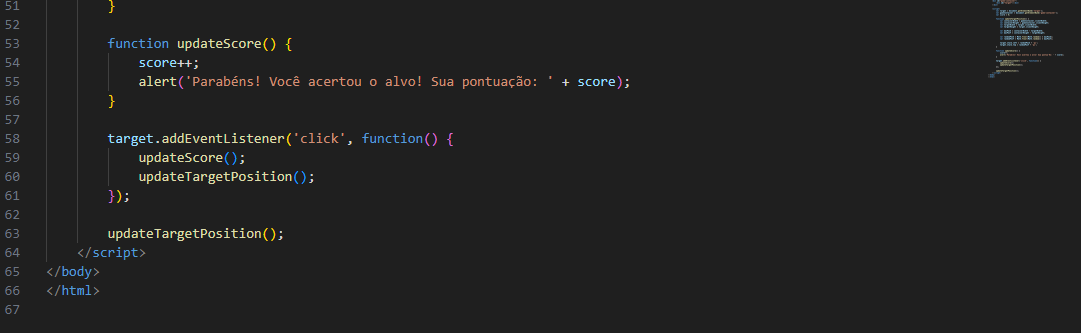 51 }
52
53 function updateScore() {
54 score++;
55 alert('Parabéns! Você acertou o alvo! Sua pontuação: ' + score);
56 }
57
58 target.addEventListener('click', function() {
59 updateScore();
60 updateTargetPosition();
61 });
62
63 updateTargetPosition();
64 </script>
65 </body>
66 </html>
67